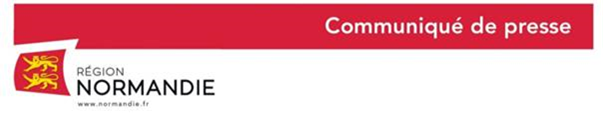 Communiqué de presse
RÉGION
NORMANDIE
www.normandie.fr